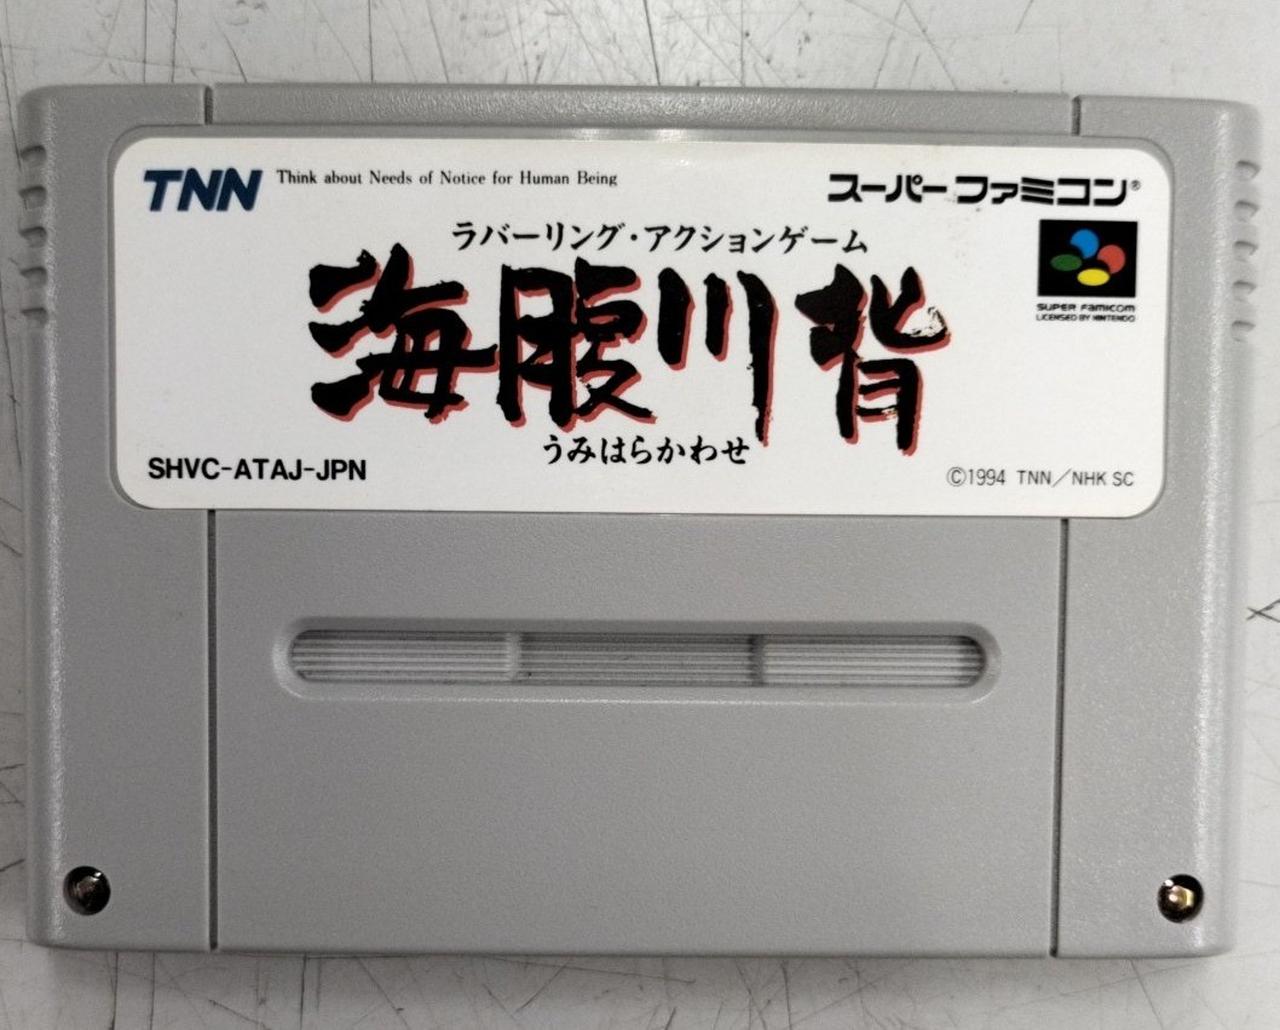 TNN Think about Needs of Notice for Human Being
スーパーファミコン®
ラバーリング・アクションゲーム
海腹川背
SUPER FAMICOM
LICENSED BY NINTENDO
うみはらかわせ
SHVC-ATAJ-JPN
©1994 TNN/NHK SC